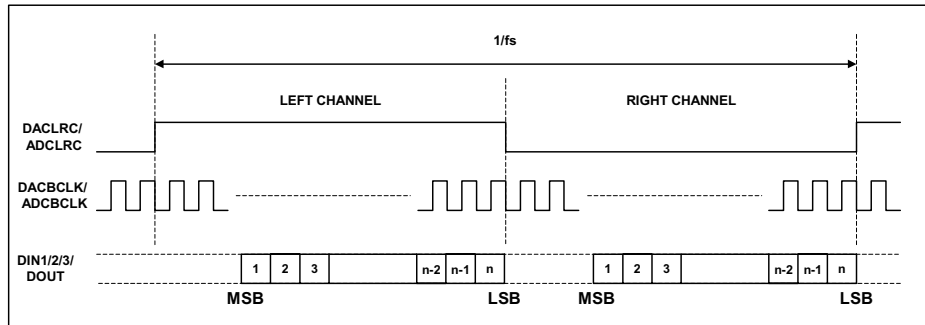 1/fs
LEFT CHANNEL RIGHT CHANNEL
DACLRC/
ADCLRC
DACBCLK/
ADCBCLK
DIN1/2/3/
DOUT
1 2 3 n-2 n-1 n 1 2 3 n-2 n-1 n
MSB LSB MSB LSB